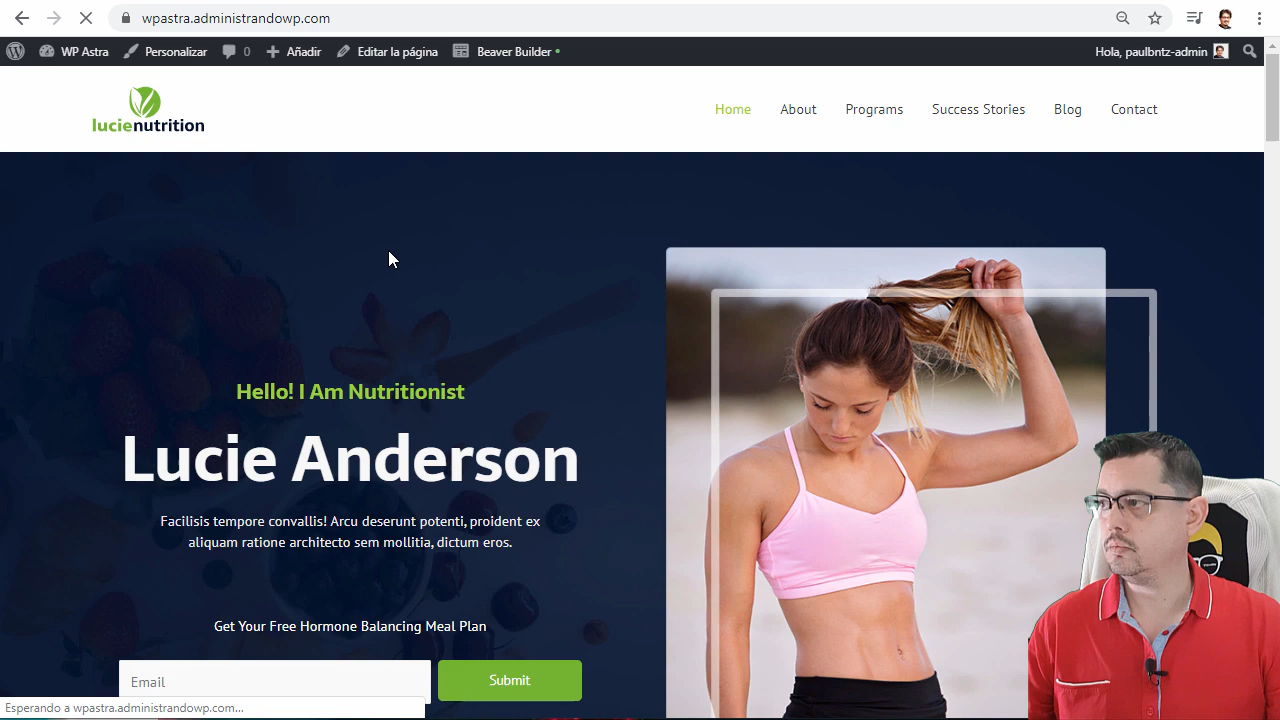 wpastra.administrandowp.com
WP Astra Personalizar 0 Añadir Editar la página Beaver Builder Hola, paulbntz-admin
lucienutrition
Home About Programs Success Stories Blog Contact
Hello! I Am Nutritionist
Lucie Anderson
Facilisis tempore convallis! Arcu deserunt potenti, proident ex
aliquam ratione architecto sem mollitia, dictum eros.
Get Your Free Hormone Balancing Meal Plan
Email Submit
Esperando a wpastra.administrandowp.com...